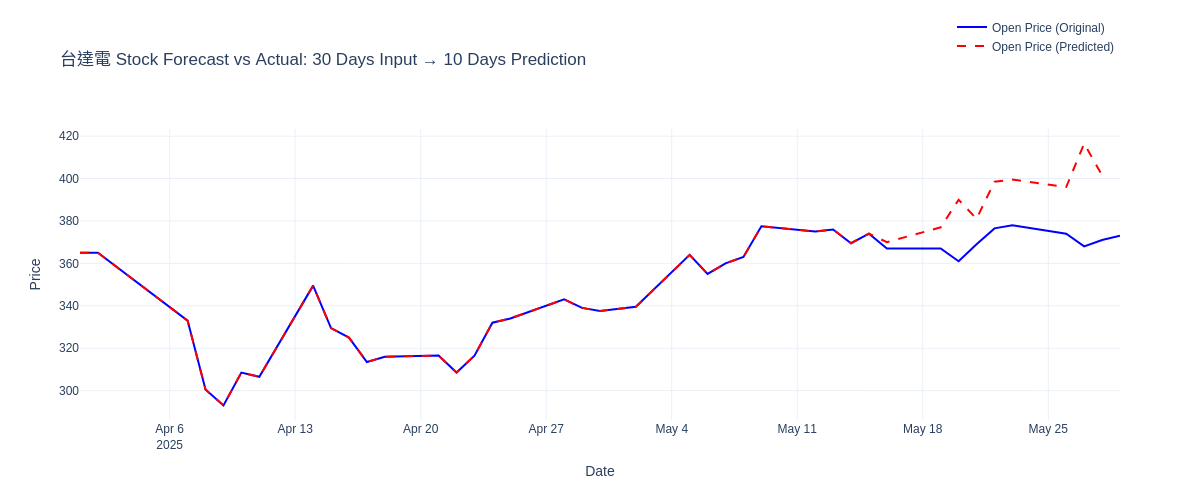 台達電 Stock Forecast vs Actual: 30 Days Input → 10 Days Prediction
Open Price (Original)
Open Price (Predicted)
Price
420
400
380
360
340
320
300
Apr 6
2025
Apr 13
Apr 20
Apr 27
May 4
May 11
May 18
May 25
Date